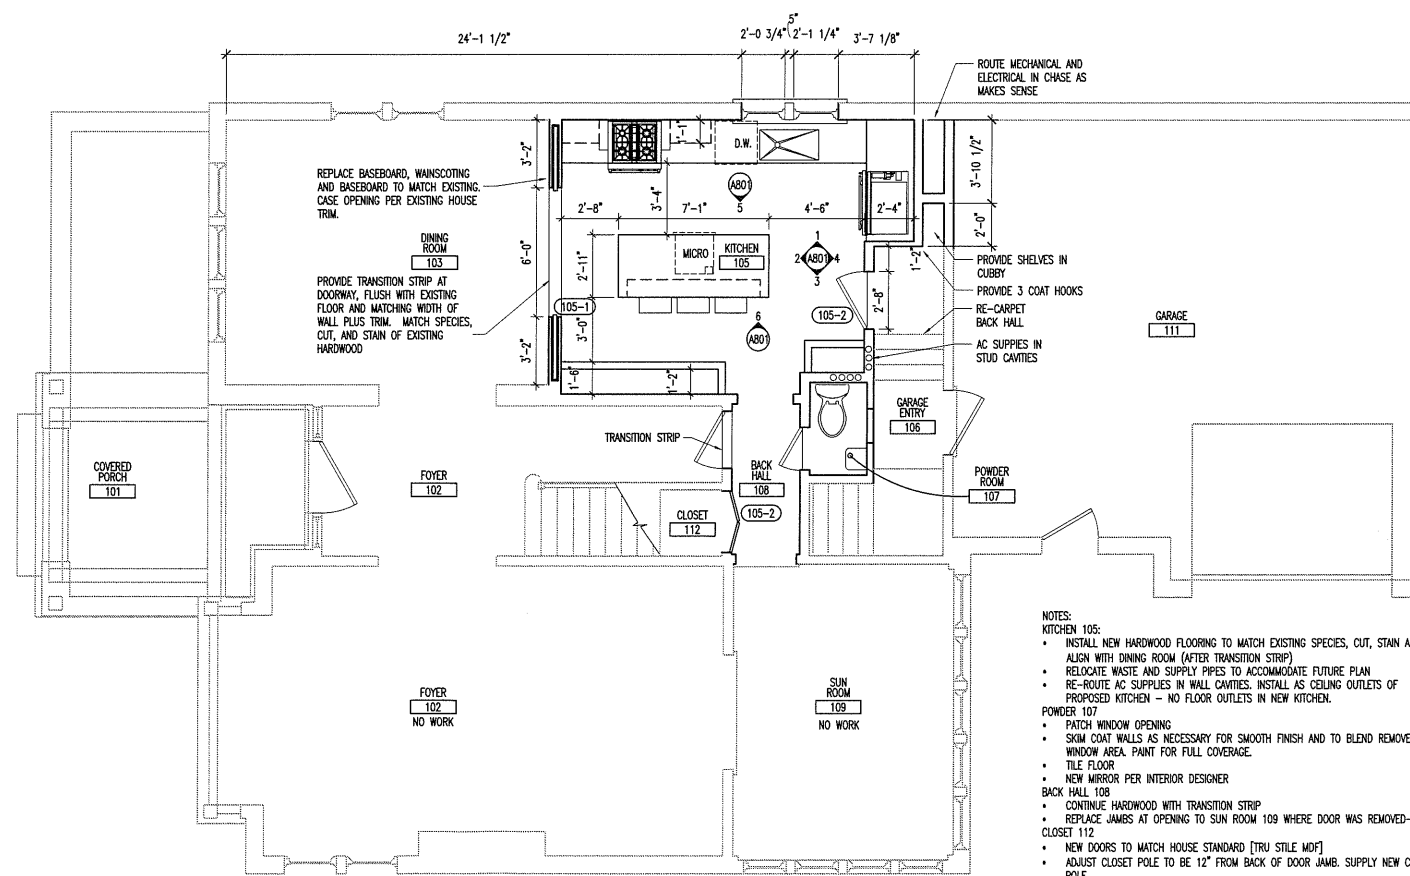 5"
24'-1 1/2"
2'-0 3/4"
2'-1 1/4"
3'-7 1/8"
ROUTE MECHANICAL AND
ELECTRICAL IN CHASE AS
MAKES SENSE
1'-1"
D.W.
3'-2"
3'-10 1/2"
REPLACE BASEBOARD, WAINSCOTING
AND BASEBOARD TO MATCH EXISTING.
CASE OPENING PER EXISTING HOUSE
TRIM.
A801
5
3'-4"
2'-8"
7'-1"
4'-6"
2'-4"
2'-0"
DINING
ROOM
103
6'-0"
2'-11"
MICRO
KITCHEN
105
1
2 A801 4
3
1'-2"
PROVIDE SHELVES IN
CUBBY
PROVIDE TRANSITION STRIP AT
DOORWAY, FLUSH WITH EXISTING
FLOOR AND MATCHING WIDTH OF
WALL PLUS TRIM. MATCH SPECIES,
CUT, AND STAIN OF EXISTING
HARDWOOD
PROVIDE 3 COAT HOOKS
105-1
105-2
2'-8"
RE-CARPET
BACK HALL
GARAGE
111
6
A801
3'-0"
3'-2"
AC SUPPIES IN
STUD CAVITIES
1'-6"
1'-2"
GARAGE
ENTRY
106
TRANSITION STRIP
COVERED
PORCH
101
FOYER
102
BACK
HALL
108
POWDER
ROOM
107
CLOSET
112
105-2
FOYER
102
NO WORK
SUN
ROOM
109
NO WORK
NOTES:
KITCHEN 105:
• INSTALL NEW HARDWOOD FLOORING TO MATCH EXISTING SPECIES, CUT, STAIN A
ALIGN WITH DINING ROOM (AFTER TRANSITION STRIP)
• RELOCATE WASTE AND SUPPLY PIPES TO ACCOMMODATE FUTURE PLAN
• RE-ROUTE AC SUPPLIES IN WALL CAVITIES. INSTALL AS CEILING OUTLETS OF
PROPOSED KITCHEN – NO FLOOR OUTLETS IN NEW KITCHEN.
POWDER 107
• PATCH WINDOW OPENING
• SKIM COAT WALLS AS NECESSARY FOR SMOOTH FINISH AND TO BLEND REMOVE
WINDOW AREA. PAINT FOR FULL COVERAGE.
• TILE FLOOR
• NEW MIRROR PER INTERIOR DESIGNER
BACK HALL 108
• CONTINUE HARDWOOD WITH TRANSITION STRIP
• REPLACE JAMBS AT OPENING TO SUN ROOM 109 WHERE DOOR WAS REMOVED-
CLOSET 112
• NEW DOORS TO MATCH HOUSE STANDARD [TRU STILE MDF]
• ADJUST CLOSET POLE TO BE 12" FROM BACK OF DOOR JAMB. SUPPLY NEW C
POLE